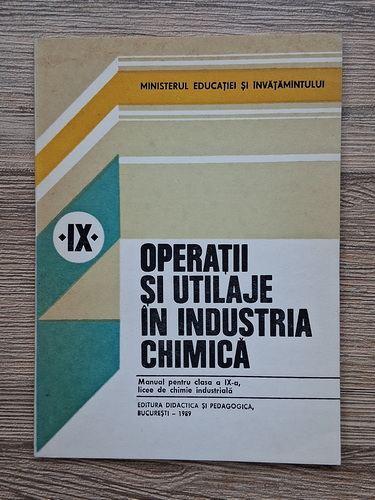 MINISTERUL EDUCAȚIEI ȘI ÎNVĂȚĂMÎNTULUI
·IX·
OPERAȚII
ȘI UTILAJE
ÎN INDUSTRIA
CHIMICĂ
Manual pentru clasa a IX-a,
licee de chimie industrială
EDITURA DIDACTICĂ ȘI PEDAGOGICĂ,
BUCUREȘTI – 1989